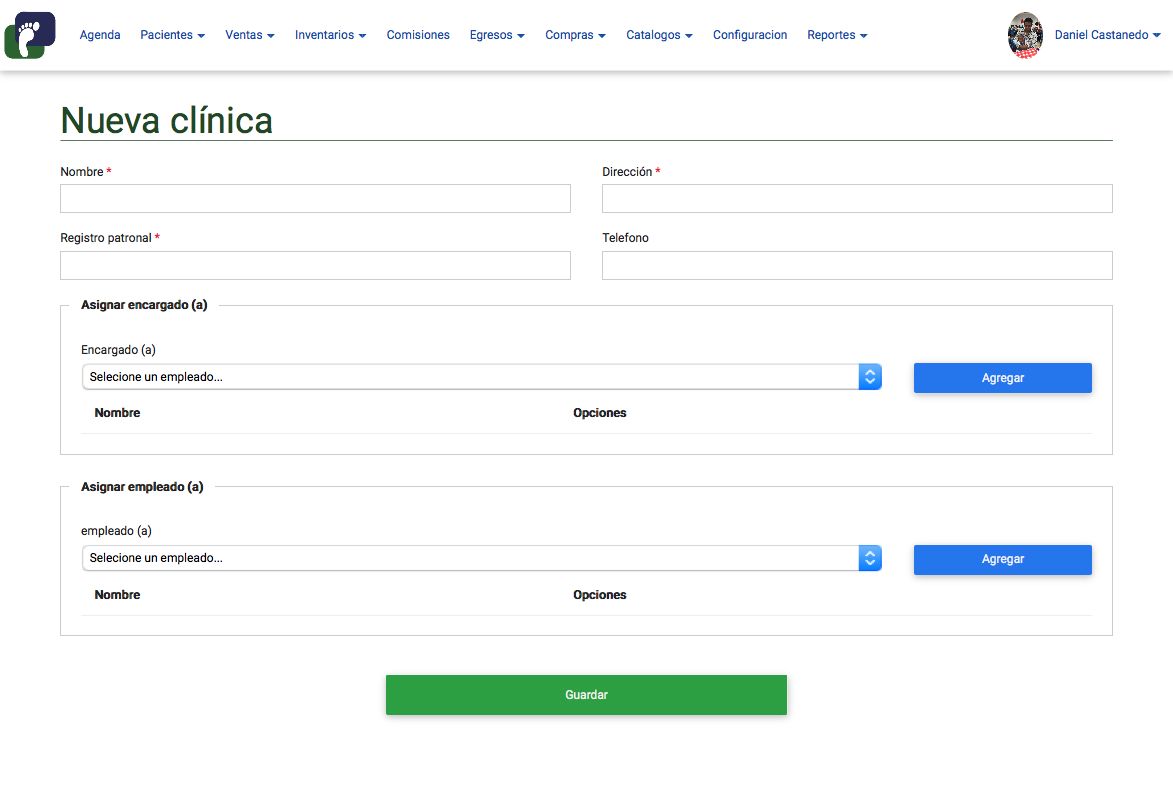 Agenda Pacientes Ventas Inventarios Comisiones Egresos Compras Catalogos Configuracion Reportes Daniel Castanedo
Nueva clínica
Nombre * Dirección *
Registro patronal * Telefono
Asignar encargado (a)
Encargado (a)
Selecione un empleado... Agregar
Nombre Opciones
Asignar empleado (a)
empleado (a)
Selecione un empleado... Agregar
Nombre Opciones
Guardar